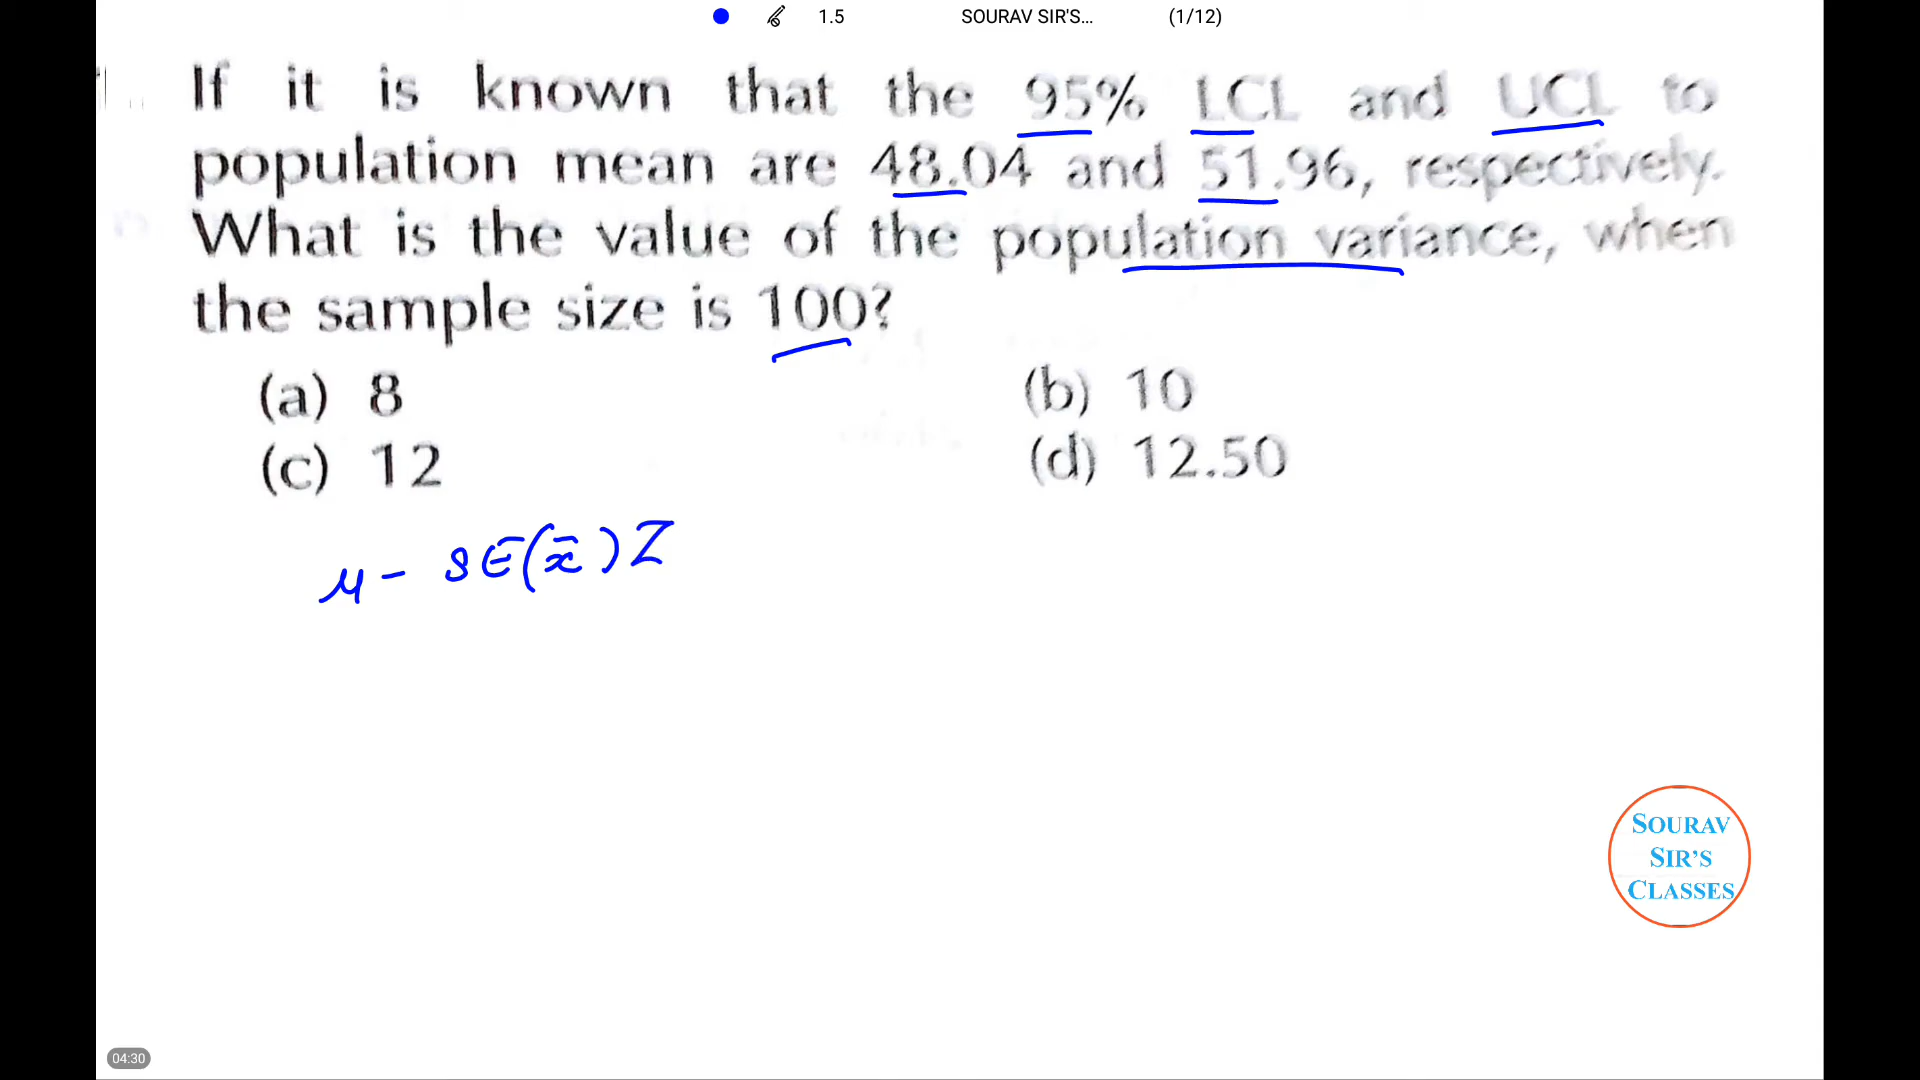 1.5 SOURAV SIR'S... (1/12)
If it is known that the 95% LCL and UCL to
population mean are 48.04 and 51.96, respectively.
What is the value of the population variance, when
the sample size is 100?
(a) 8 (b) 10
(c) 12 (d) 12.50
μ - SE(x̄)Z
SOURAV
SIR'S
CLASSES
04:30